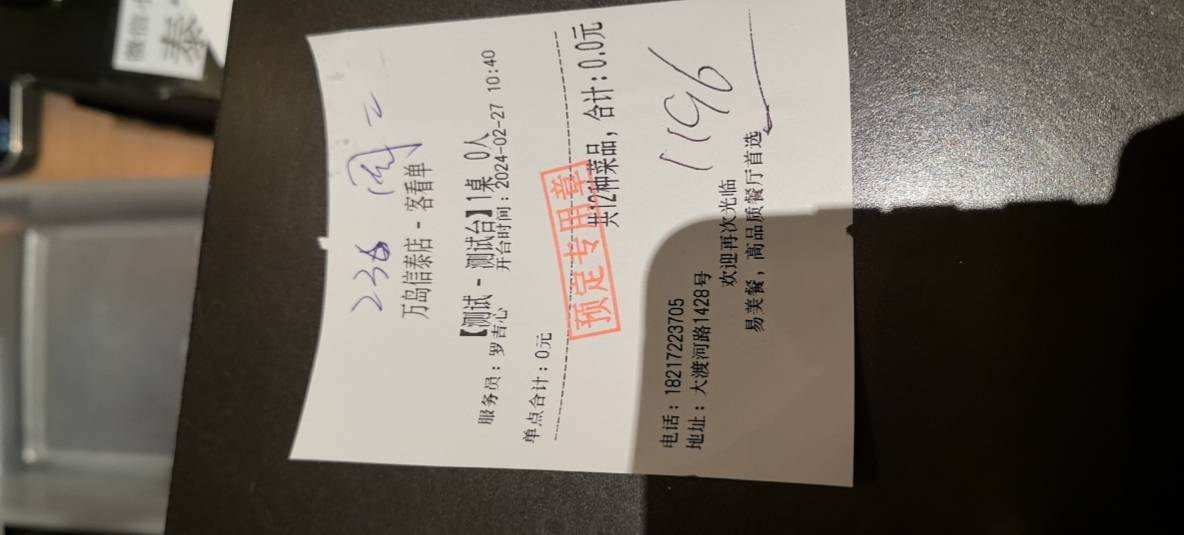 微信
泰
236 周二
万岛信泰店 - 客看单
【测试 - 测试台】1桌 0人
服务员：罗吉心 开台时间：2024-02-27 10:40
单点合计：0元
预定专用章
共12种菜品，合计：0.0元
1196
电话：18217223705
地址：大渡河路1428号
欢迎再次光临
易美餐，高品质餐厅首选